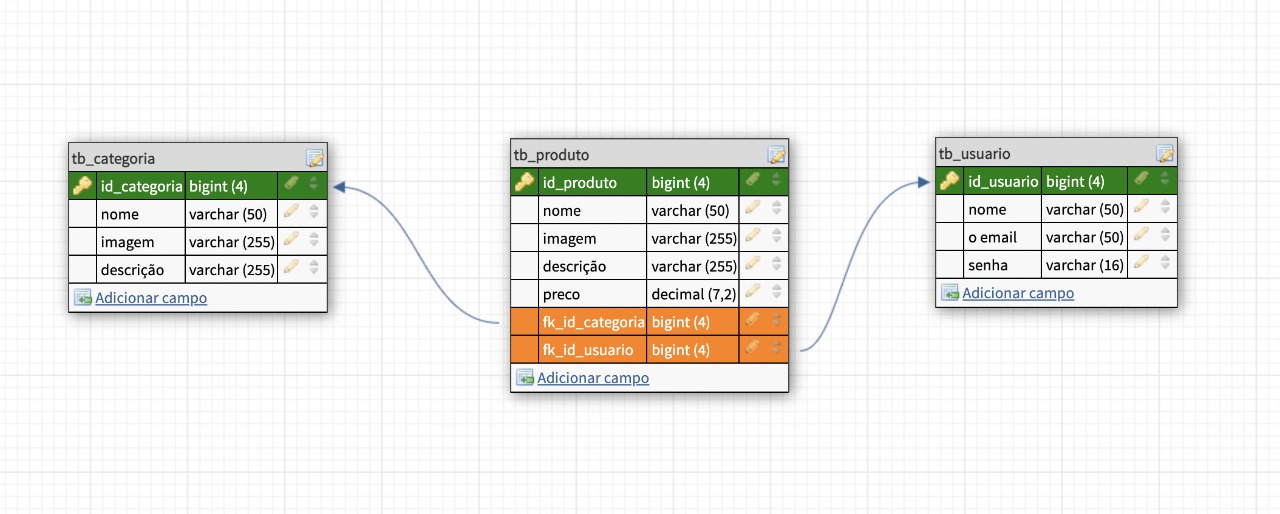 tb_categoria
id_categoria bigint (4)
nome varchar (50)
imagem varchar (255)
descrição varchar (255)
Adicionar campo
tb_produto
id_produto bigint (4)
nome varchar (50)
imagem varchar (255)
descrição varchar (255)
preco decimal (7,2)
fk_id_categoria bigint (4)
fk_id_usuario bigint (4)
Adicionar campo
tb_usuario
id_usuario bigint (4)
nome varchar (50)
o email varchar (50)
senha varchar (16)
Adicionar campo